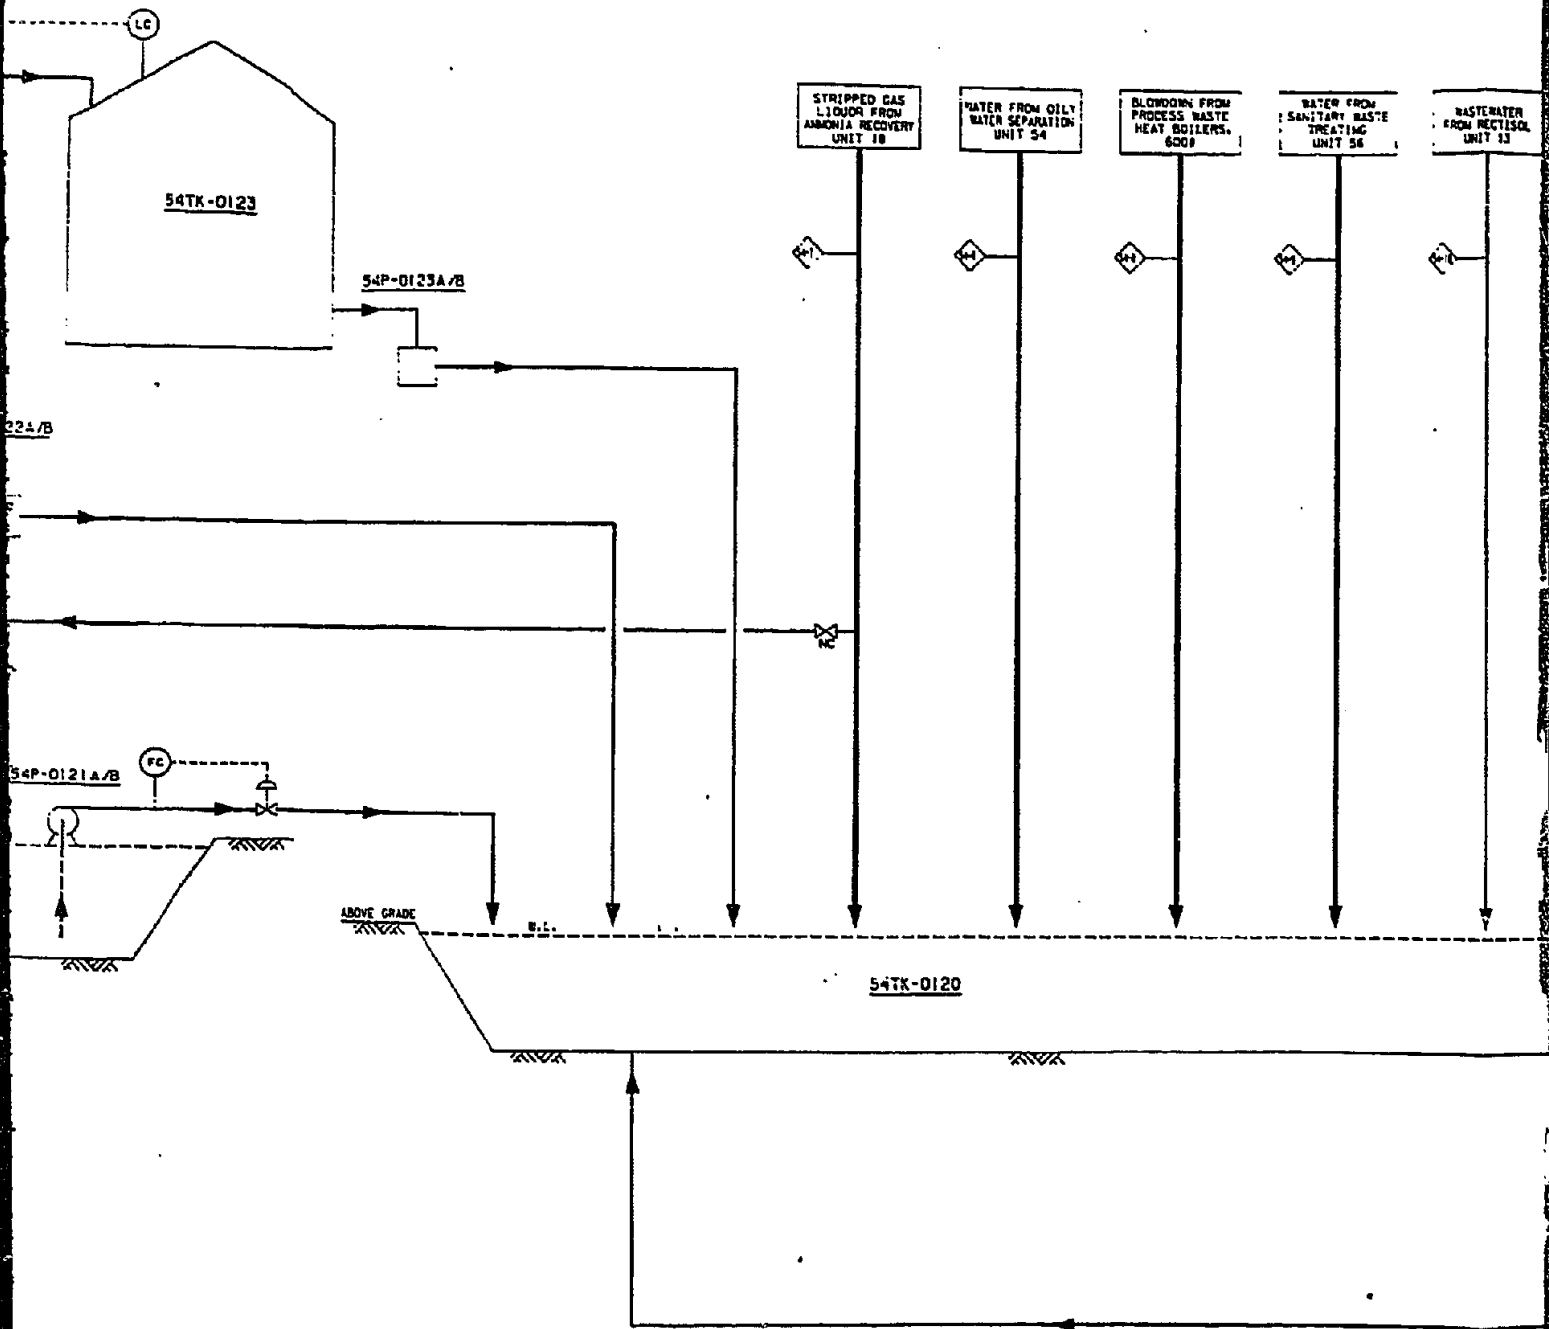 LC
STRIPPED GAS
LIQUOR FROM
AMMONIA RECOVERY
UNIT 18
WATER FROM OILY
WATER SEPARATION
UNIT 54
BLOWDOWN FROM
PROCESS WASTE
HEAT BOILERS,
WATER FROM
SANITARY WASTE
TREATING
UNIT 56
WASTEWATER
FROM RECTISOL
UNIT 13
54TK-0123
54P-0123A/B
22A/B
NC
FC
54P-0121A/B
ABOVE GRADE
54TK-0120